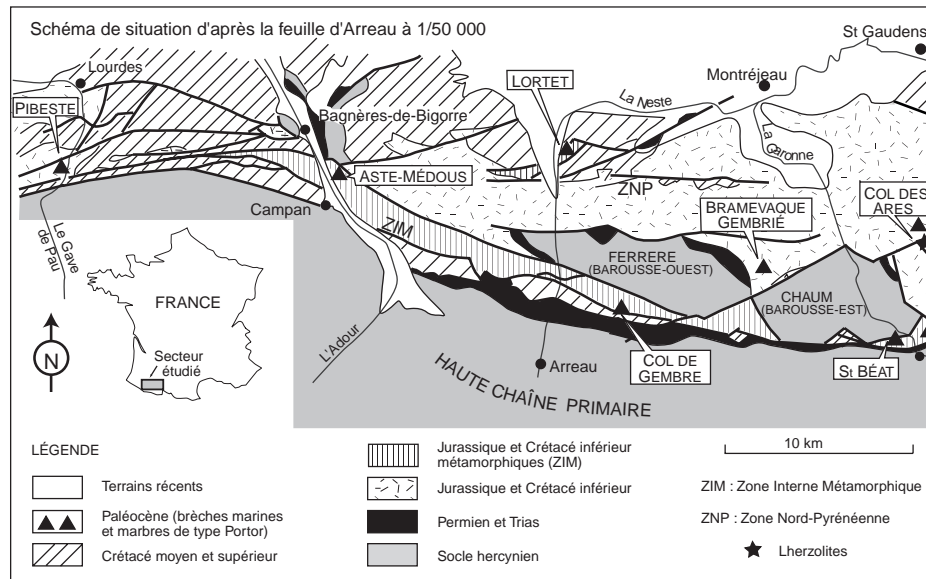 Schéma de situation d'après la feuille d'Arreau à 1/50 000
St Gaudens
Lourdes
LORTET
Montréjeau
PIBESTE
La Neste
Bagnères-de-Bigorre
La Garonne
ASTE-MÉDOUS
ZNP
COL DES
ARES
Campan
BRAMEVAQUE
GEMBRIÉ
ZIM
Le Gave
de Pau
FERRERE
(BAROUSSE-OUEST)
CHAUM
(BAROUSSE-EST)
FRANCE
N
L'Adour
Secteur
étudié
Arreau
COL DE
GEMBRE
ST BÉAT
HAUTE CHAÎNE PRIMAIRE
LÉGENDE
Terrains récents
Paléocène (brèches marines
et marbres de type Portor)
Crétacé moyen et supérieur
Jurassique et Crétacé inférieur
métamorphiques (ZIM)
Jurassique et Crétacé inférieur
Permien et Trias
Socle hercynien
10 km
ZIM : Zone Interne Métamorphique
ZNP : Zone Nord-Pyrénéenne
Lherzolites